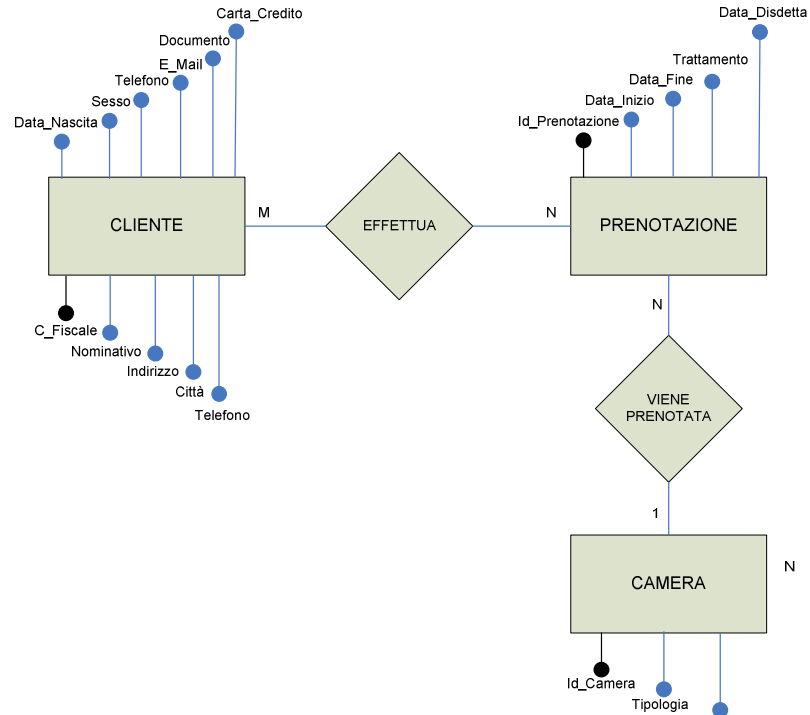 Carta_Credito
Documento
E_Mail
Telefono
Sesso
Data_Nascita
CLIENTE
C_Fiscale
Nominativo
Indirizzo
Città
Telefono
M
EFFETTUA
N
Data_Disdetta
Trattamento
Data_Fine
Data_Inizio
Id_Prenotazione
PRENOTAZIONE
N
VIENE
PRENOTATA
1
CAMERA
N
Id_Camera
Tipologia